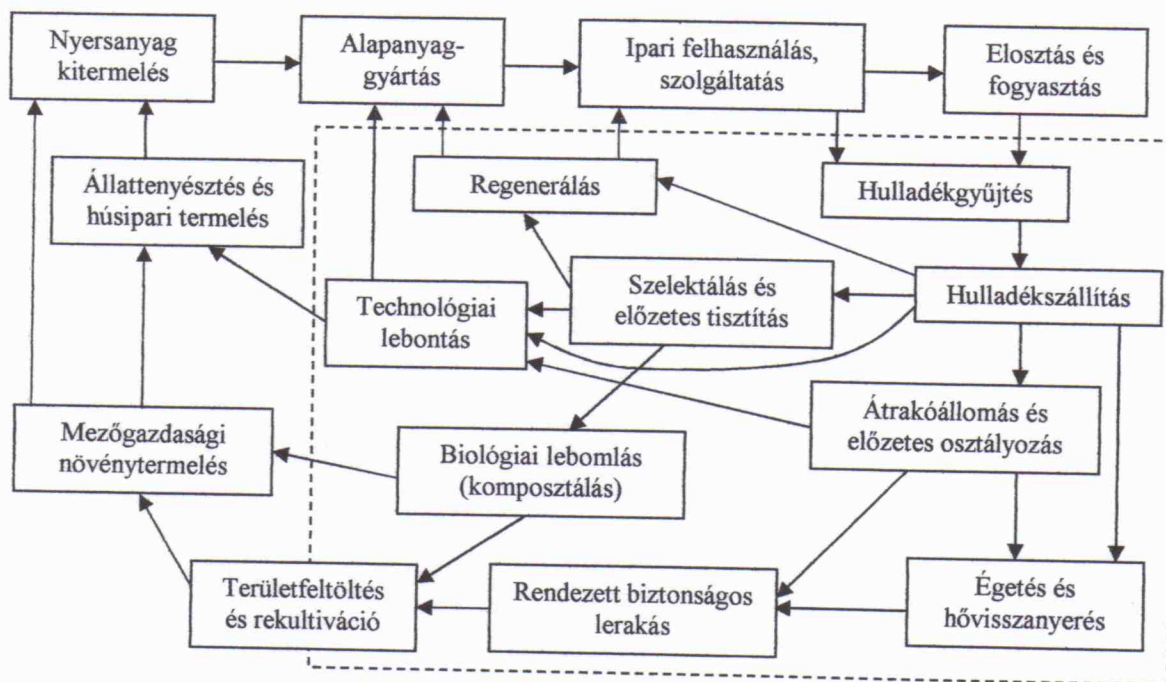 Nyersanyag
kitermelés
Alapanyag-
gyártás
Ipari felhasználás,
szolgáltatás
Elosztás és
fogyasztás
Állattenyésztés és
húsipari termelés
Regenerálás
Hulladékgyűjtés
Technológiai
lebontás
Szelektálás és
előzetes tisztítás
Hulladékszállítás
Mezőgazdasági
növénytermelés
Biológiai lebomlás
(komposztálás)
Átrakóállomás és
előzetes osztályozás
Területfeltöltés
és rekultiváció
Rendezett biztonságos
lerakás
Égetés és
hővisszanyerés